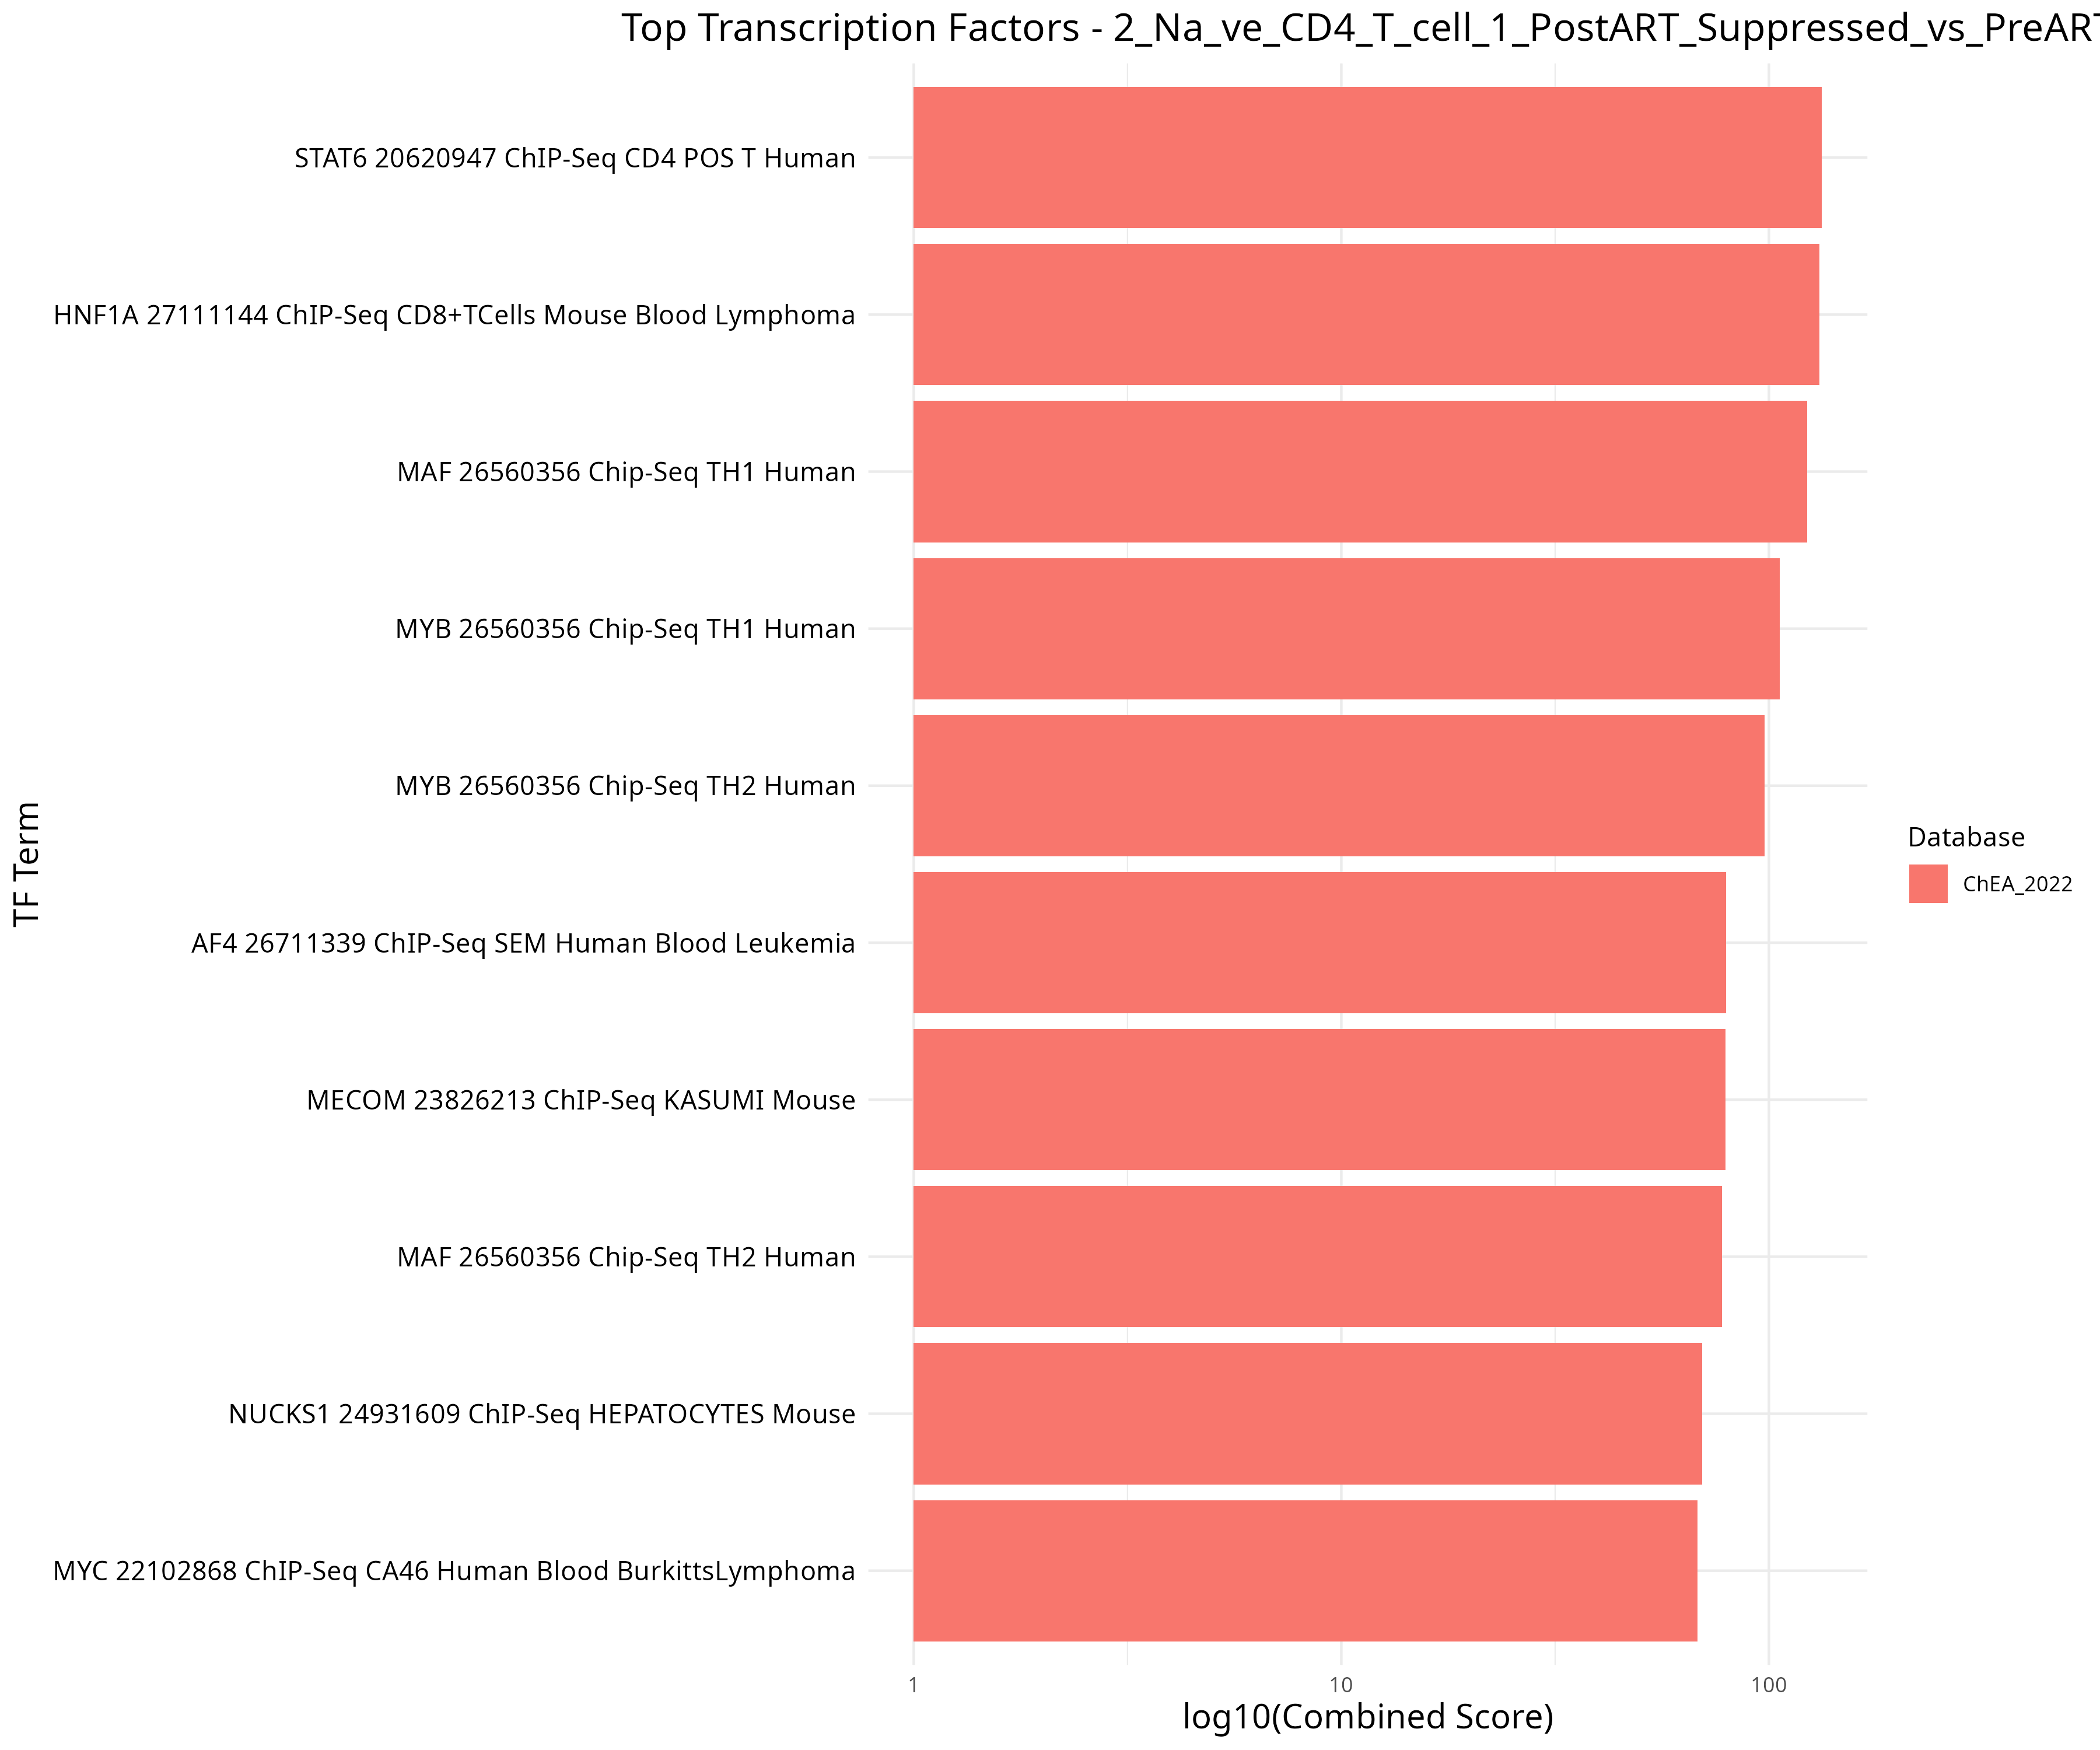 Top Transcription Factors - 2_Na_ve_CD4_T_cell_1_PostART_Suppressed_vs_PreART
STAT6 20620947 ChIP-Seq CD4 POS T Human
HNF1A 27111144 ChIP-Seq CD8+TCells Mouse Blood Lymphoma
MAF 26560356 Chip-Seq TH1 Human
MYB 26560356 Chip-Seq TH1 Human
MYB 26560356 Chip-Seq TH2 Human
AF4 26711339 ChIP-Seq SEM Human Blood Leukemia
MECOM 23826213 ChIP-Seq KASUMI Mouse
MAF 26560356 Chip-Seq TH2 Human
NUCKS1 24931609 ChIP-Seq HEPATOCYTES Mouse
MYC 22102868 ChIP-Seq CA46 Human Blood BurkittsLymphoma
TF Term
1 10 100
log10(Combined Score)
Database
ChEA_2022